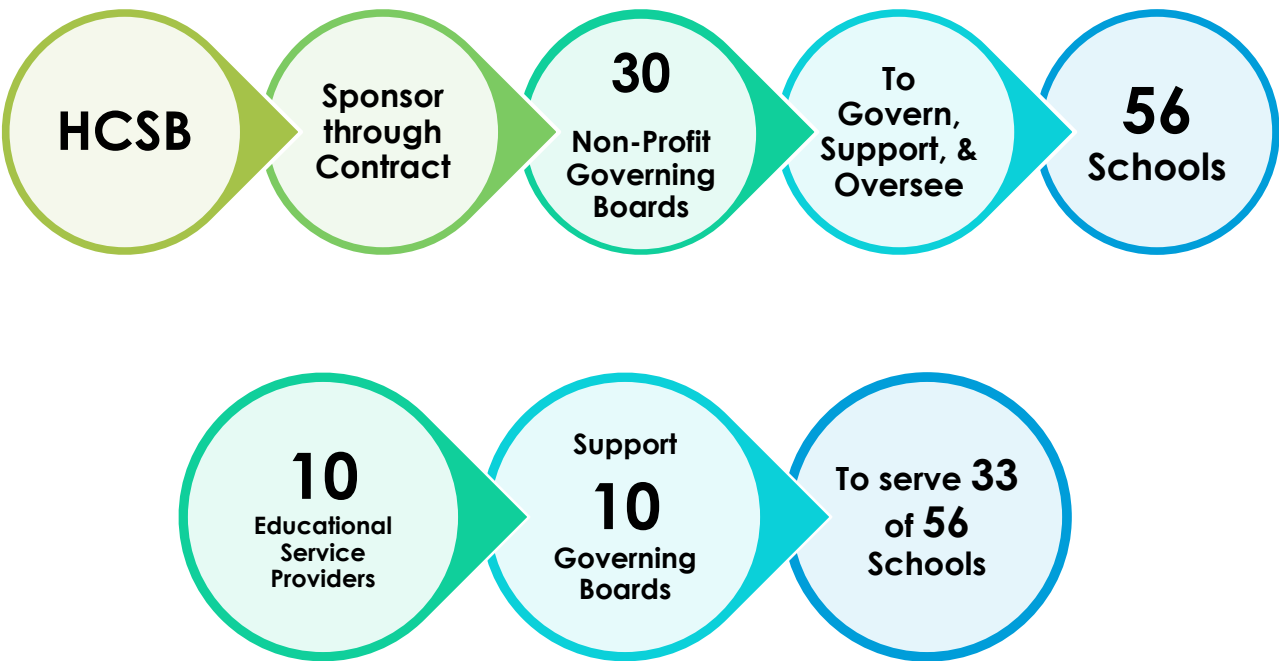 HCSB
Sponsor
through
Contract
30
Non-Profit
Governing
Boards
To
Govern,
Support, &
Oversee
56
Schools
10
Educational
Service
Providers
Support
10
Governing
Boards
To serve 33
of 56
Schools